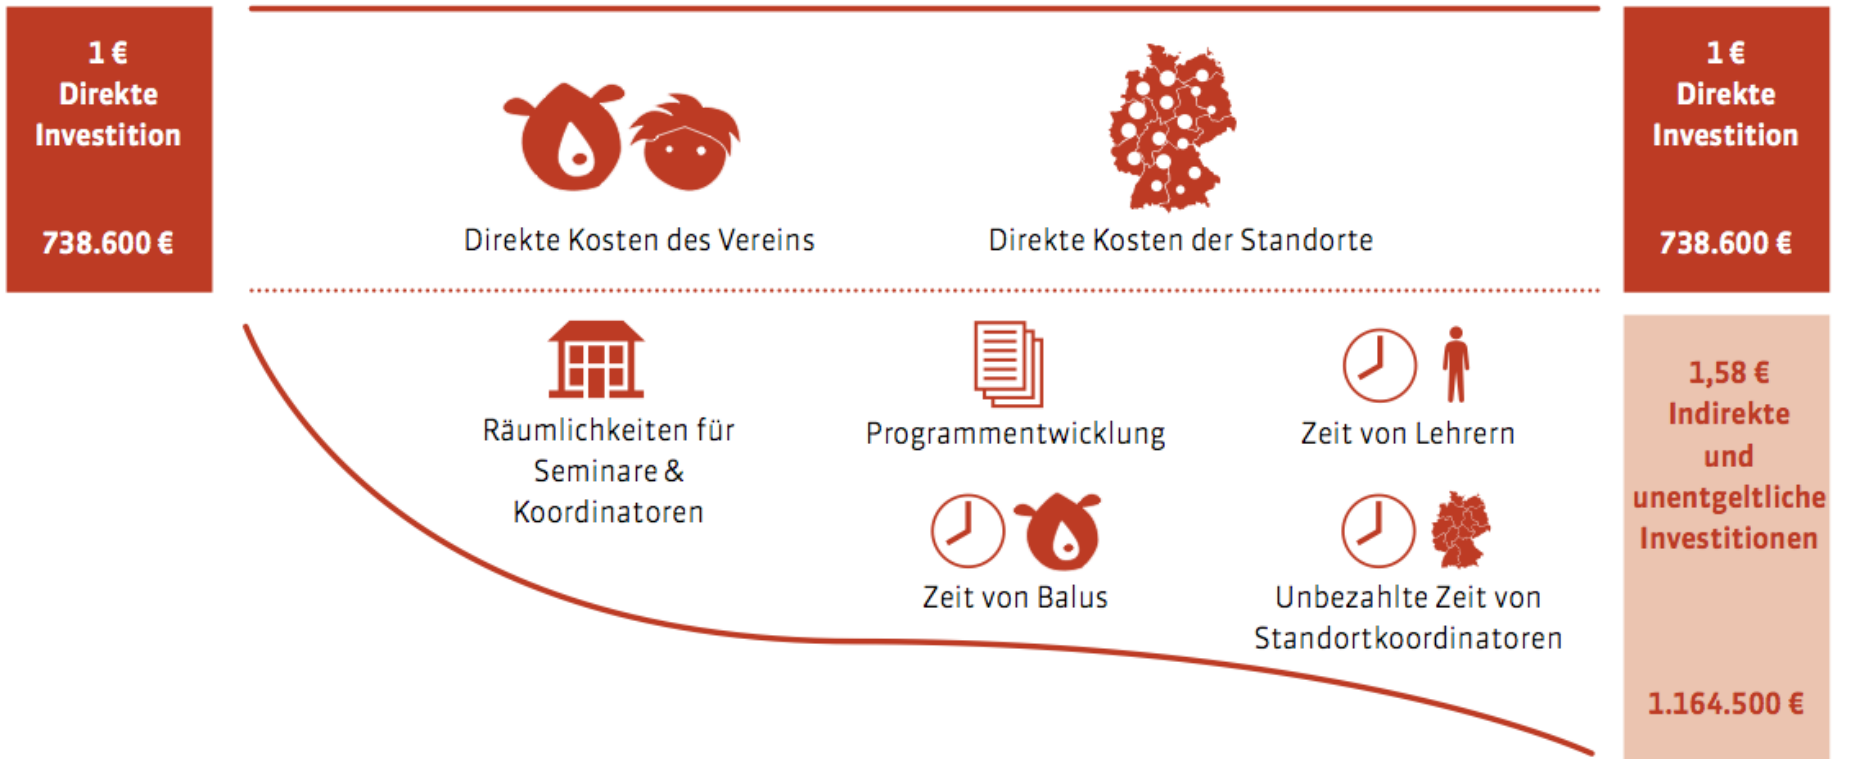 1 €
Direkte
Investition
738.600 €
Direkte Kosten des Vereins
Direkte Kosten der Standorte
1 €
Direkte
Investition
738.600 €
Räumlichkeiten für
Seminare &
Koordinatoren
Programmentwicklung
Zeit von Lehrern
Zeit von Balus
Unbezahlte Zeit von
Standortkoordinatoren
1,58 €
Indirekte
und
unentgeltliche
Investitionen
1.164.500 €